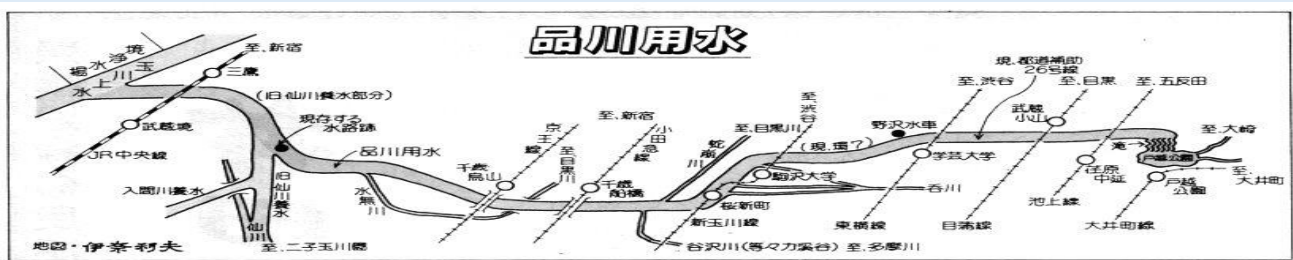 品川用水
境
浄水
玉川上水
堀
至.新宿
三鷹
武蔵境
JR中央線
(旧.仙川養水部分)
現存する
水路跡
品川用水
入間川養水
旧仙川養水
仙川
至.二子玉川
水無川
京王線
千歳烏山
至.目黒川
至.新宿
小田急線
千歳船橋
蛇崩川
至.目黒川
至.渋谷
駒沢大学
桜新町
新玉川線
谷沢川(等々力渓谷)至.多摩川
呑川
野沢水車
現.都道補助
26号線
至.渋谷
学芸大学
東横線
至.目黒
武蔵
小山
目蒲線
至.五反田
荏原
中延
池上線
滝
戸越公園
至.大崎
戸越
公園
至.
大井町
大井町線
地図・伊奈利夫